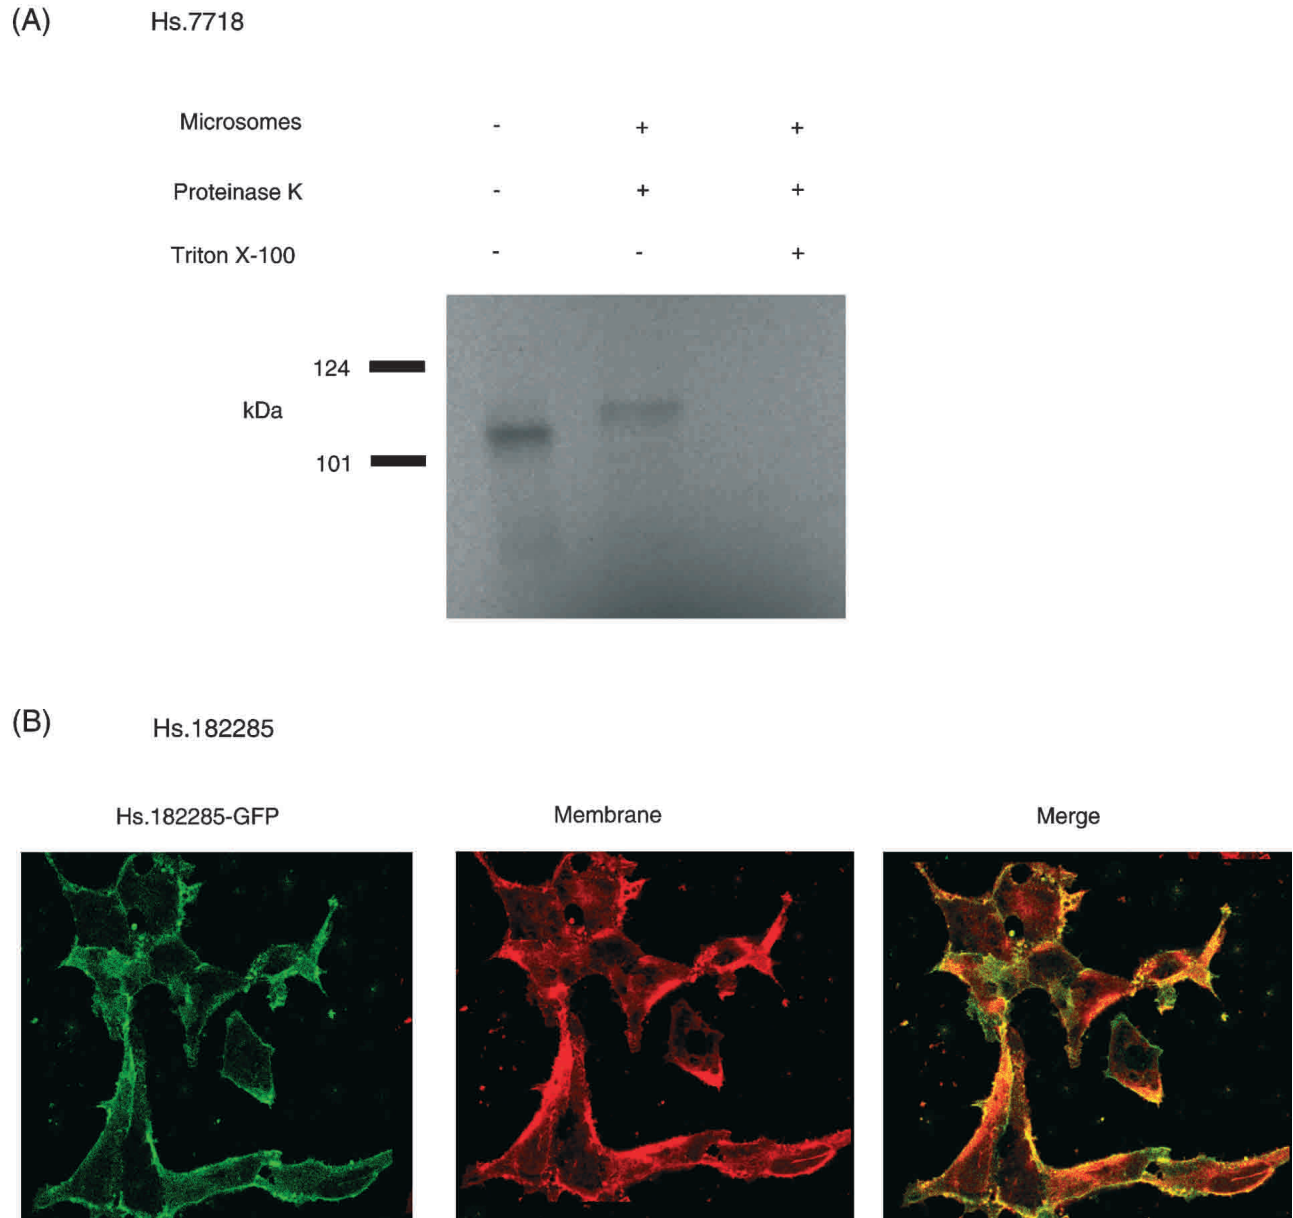 (A) Hs.7718
Microsomes - + +
Proteinase K - + +
Triton X-100 - - +
124
kDa
101
(B) Hs.182285
Hs.182285-GFP Membrane Merge